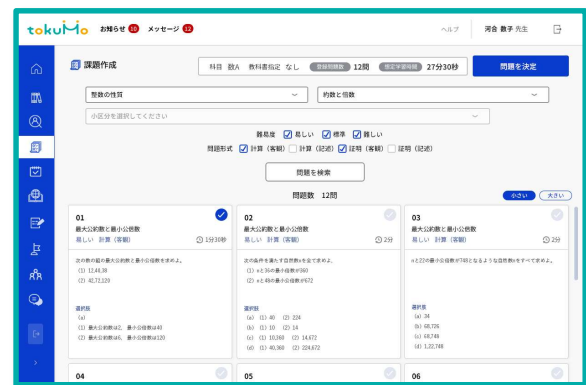 tokuMo お知らせ 10 メッセージ 12 ヘルプ 河合 数子 先生
課題作成 科目 数A 教科書指定 なし 登録問題数 12問 想定学習時間 27分30秒 問題を決定
整数の性質 約数と倍数
小区分を選択してください
難易度 易しい 標準 難しい
問題形式 計算（客観） 計算（記述） 証明（客観） 証明（記述）
問題を検索
問題数 12問 小さい 大きい
01
最大公約数と最小公倍数
易しい 計算（客観） 1分30秒
次の数の組の最大公約数と最小公倍数を求めよ。
(1) 12,40,30
(2) 42,72,120
選択肢
(a)
(1) 最大公約数は2、最小公倍数は40
(2) 最大公約数は6、最小公倍数は120
02
最大公約数と最小公倍数
易しい 計算（客観） 2分
次の条件を満たす自然数nを全て求めよ。
(1) nと36の最小公倍数が360
(2) nと48の最小公倍数が672
選択肢
(a) (1) 40 (2) 224
(b) (1) 10 (2) 14
(c) (1) 10,360 (2) 14,672
(d) (1) 40,360 (2) 224,672
03
最大公約数と最小公倍数
易しい 計算（客観） 2分
nと22の最小公倍数が748となるような自然数nをすべて求めよ。
選択肢
(a) 34
(b) 68,726
(c) 68,748
(d) 1,22,748
04
05
06